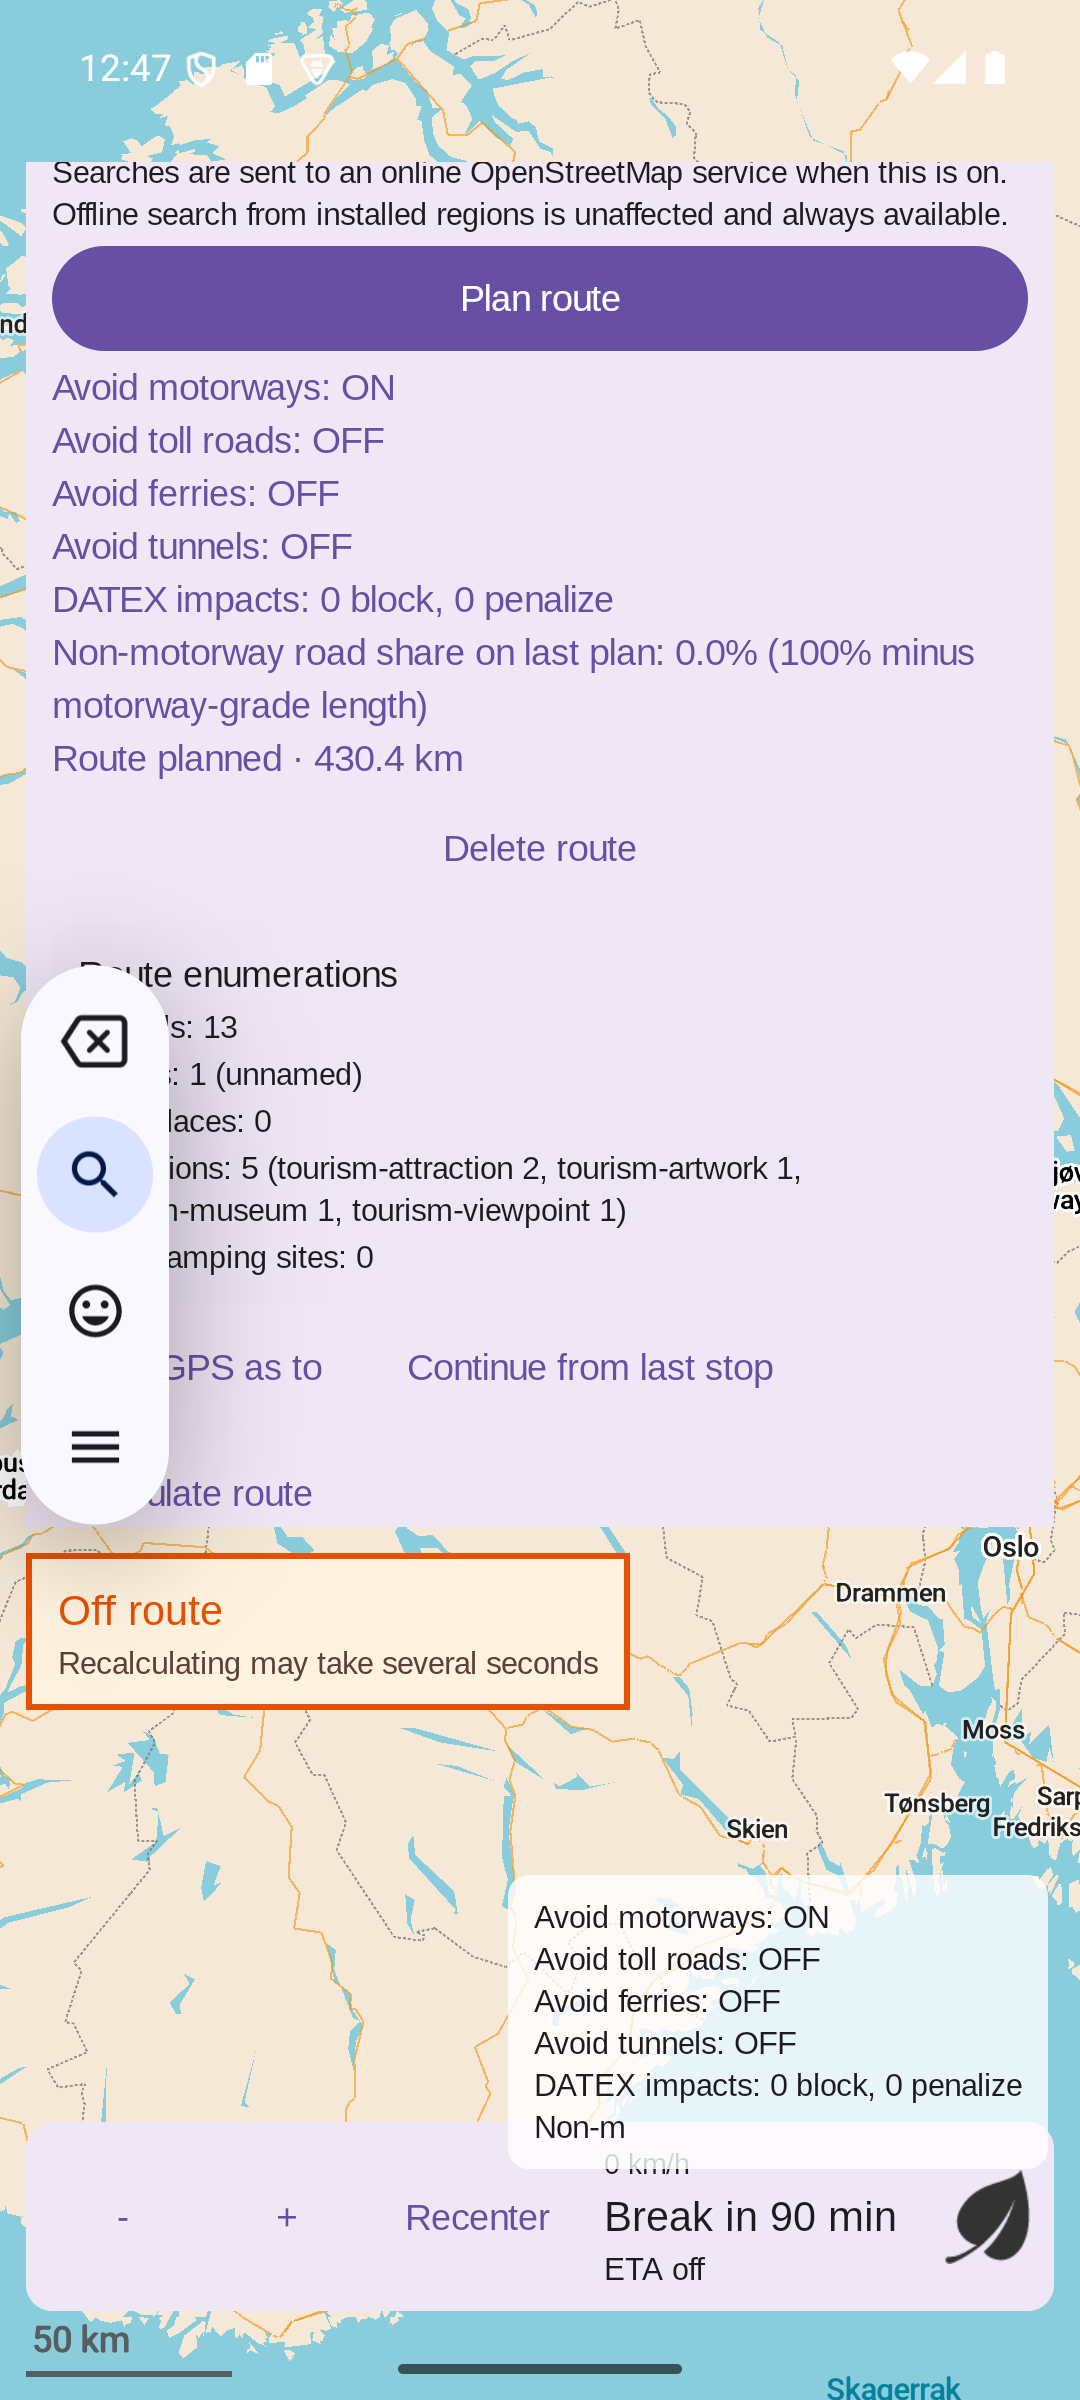 12:47
Searches are sent to an online OpenStreetMap service when this is on.
Offline search from installed regions is unaffected and always available.
Plan route
Avoid motorways: ON
Avoid toll roads: OFF
Avoid ferries: OFF
Avoid tunnels: OFF
DATEX impacts: 0 block, 0 penalize
Non-motorway road share on last plan: 0.0% (100% minus
motorway-grade length)
Route planned · 430.4 km
Delete route
Route enumerations
: 13
: 1 (unnamed)
: 0
: 5 (tourism-attraction 2, tourism-artwork 1,
-museum 1, tourism-viewpoint 1)
sites: 0
GPS as to
Continue from last stop
route
Oslo
Drammen
Off route
Recalculating may take several seconds
Moss
Tønsberg
Skien
Avoid motorways: ON
Avoid toll roads: OFF
Avoid ferries: OFF
Avoid tunnels: OFF
DATEX impacts: 0 block, 0 penalize
Non-m
0 km/h
-
+
Recenter
Break in 90 min
ETA off
50 km
Skagerrak